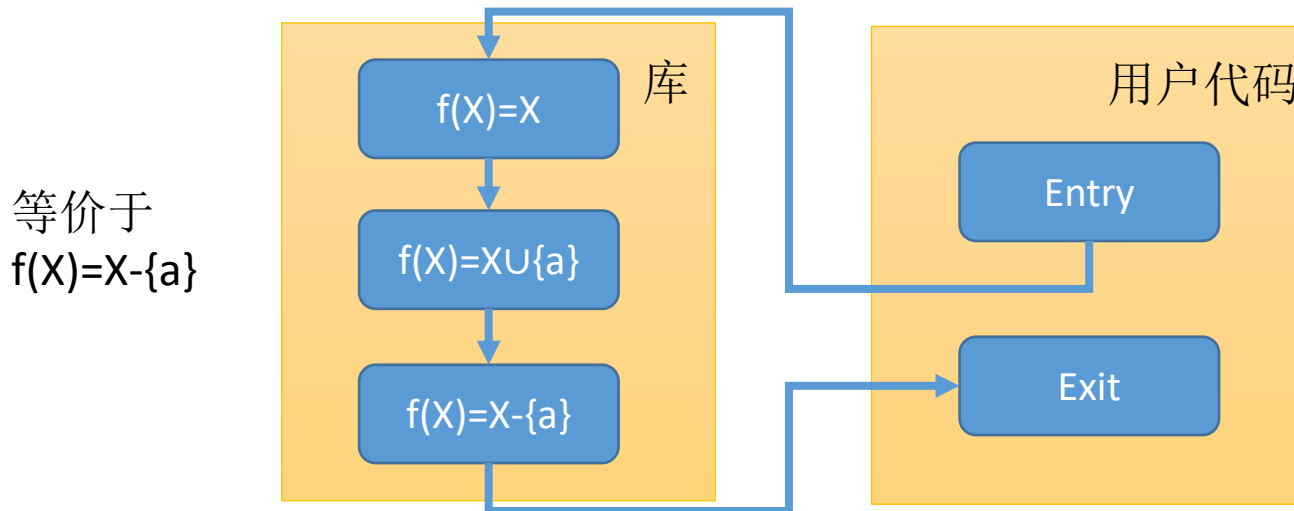 等价于
f(X)=X-{a}
库
f(X)=X
f(X)=X∪{a}
f(X)=X-{a}
用户代码
Entry
Exit